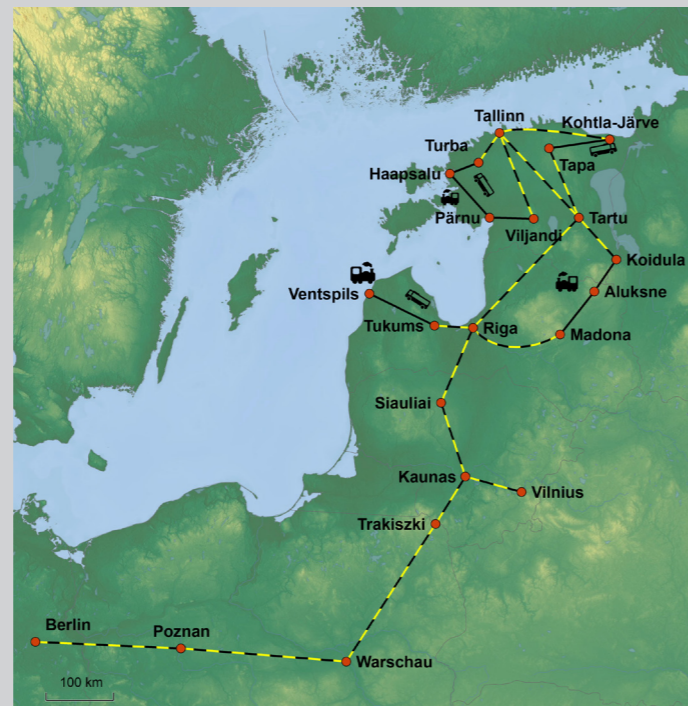 Tallinn
Kohtla-Järve
Turba
Tapa
Haapsalu
Pärnu
Viljandi
Tartu
Koidula
Ventspils
Aluksne
Tukums
Riga
Madona
Siauliai
Kaunas
Vilnius
Trakiszki
Berlin
Poznan
Warschau
100 km